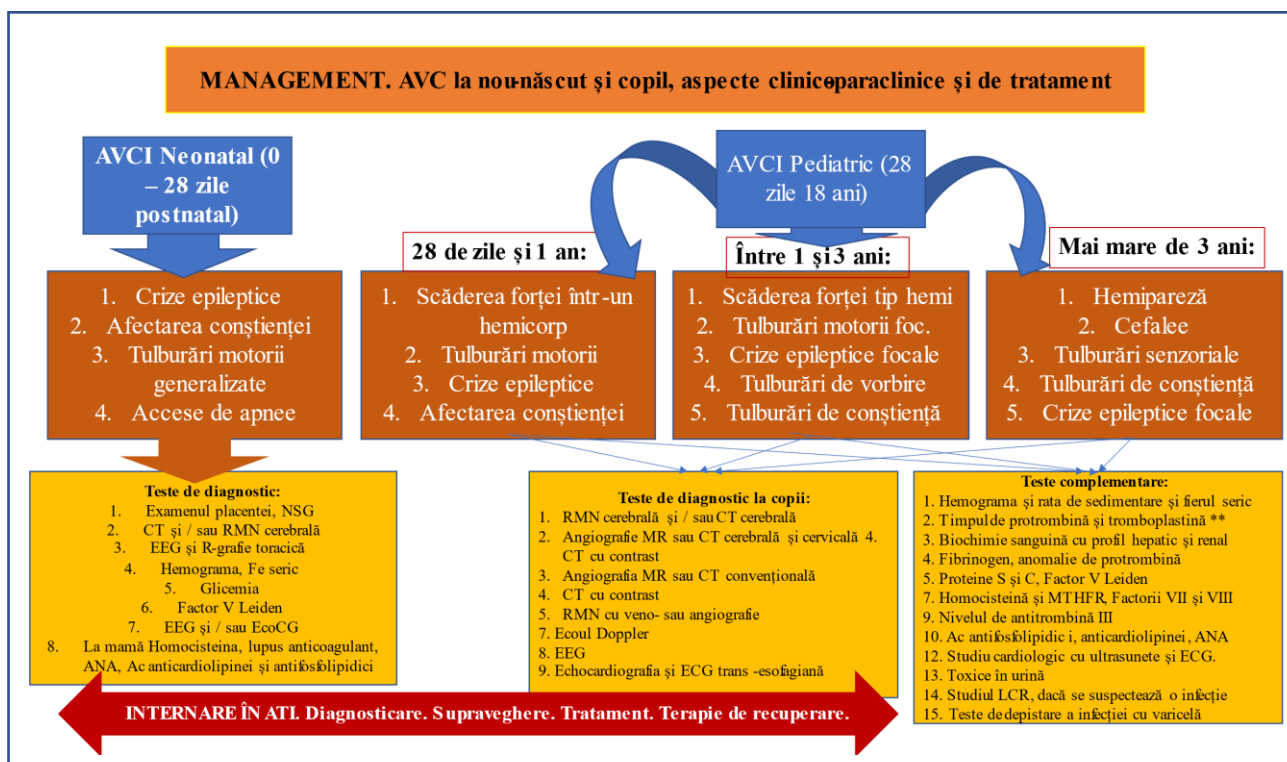 MANAGEMENT. AVC la nou-născut și copil, aspecte clinico-paraclinice și de tratament
AVCI Neonatal (0
– 28 zile
postnatal)
AVCI Pediatric (28
zile 18 ani)
28 de zile și 1 an:
Între 1 și 3 ani:
Mai mare de 3 ani:
1. Crize epileptice
2. Afectarea conștienței
3. Tulburări motorii
generalizate
4. Accese de apnee
1. Scăderea forței într-un
hemicorp
2. Tulburări motorii
3. Crize epileptice
4. Afectarea conștienței
1. Scăderea forței tip hemi
2. Tulburări motorii foc.
3. Crize epileptice focale
4. Tulburări de vorbire
5. Tulburări de conștiență
1. Hemipareză
2. Cefalee
3. Tulburări senzoriale
4. Tulburări de conștiență
5. Crize epileptice focale
Teste de diagnostic:
1. Examenul placentei, NSG
2. CT și / sau RMN cerebrală
3. EEG și R-grafie toracică
4. Hemograma, Fe seric
5. Glicemia
6. Factor V Leiden
7. EEG și / sau EcoCG
8. La mamă Homocisteina, lupus anticoagulant,
ANA, Ac anticardiolipinei și antifosfolipidici
Teste de diagnostic la copii:
1. RMN cerebrală și / sau CT cerebrală
2. Angiografie MR sau CT cerebrală și cervicală 4.
CT cu contrast
3. Angiografia MR sau CT convențională
4. CT cu contrast
5. RMN cu veno- sau angiografie
7. Ecoul Doppler
8. EEG
9. Echocardiografia și ECG trans -esofagiană
Teste complementare:
1. Hemograma și rata de sedimentare și fierul seric
2. Timpul de protrombină și tromboplastină **
3. Biochimie sanguină cu profil hepatic și renal
4. Fibrinogen, anomalie de protrombină
5. Proteine S și C, Factor V Leiden
7. Homocisteină și MTHFR, Factorii VII și VIII
9. Nivelul de antitrombină III
10. Ac antifosfolipidic i, anticardiolipinei, ANA
12. Studiu cardiologic cu ultrasunete și ECG.
13. Toxice în urină
14. Studiul LCR, dacă se suspectează o infecție
15. Teste de depistare a infecției cu varicelă
INTERNARE ÎN ATI. Diagnosticare. Supraveghere. Tratament. Terapie de recuperare.